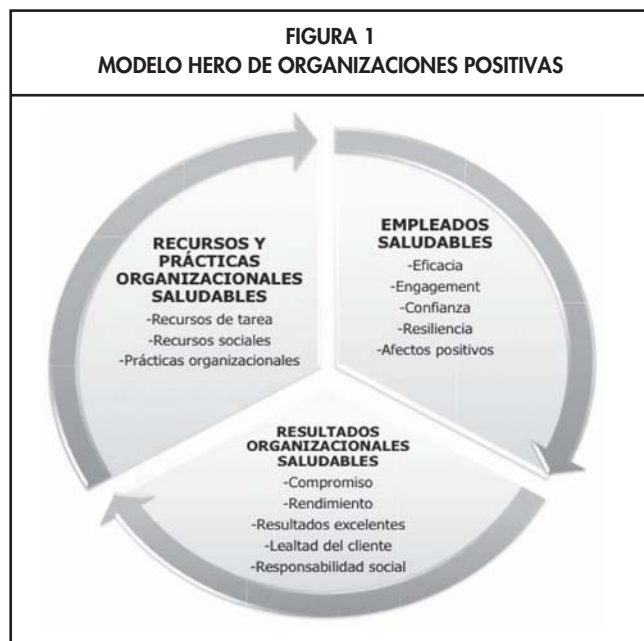 FIGURA 1
MODELO HERO DE ORGANIZACIONES POSITIVAS
RECURSOS Y
PRÁCTICAS
ORGANIZACIONALES
SALUDABLES
-Recursos de tarea
-Recursos sociales
-Prácticas organizacionales
EMPLEADOS
SALUDABLES
-Eficacia
-Engagement
-Confianza
-Resiliencia
-Afectos positivos
RESULTADOS
ORGANIZACIONALES
SALUDABLES
-Compromiso
-Rendimiento
-Resultados excelentes
-Lealtad del cliente
-Responsabilidad social